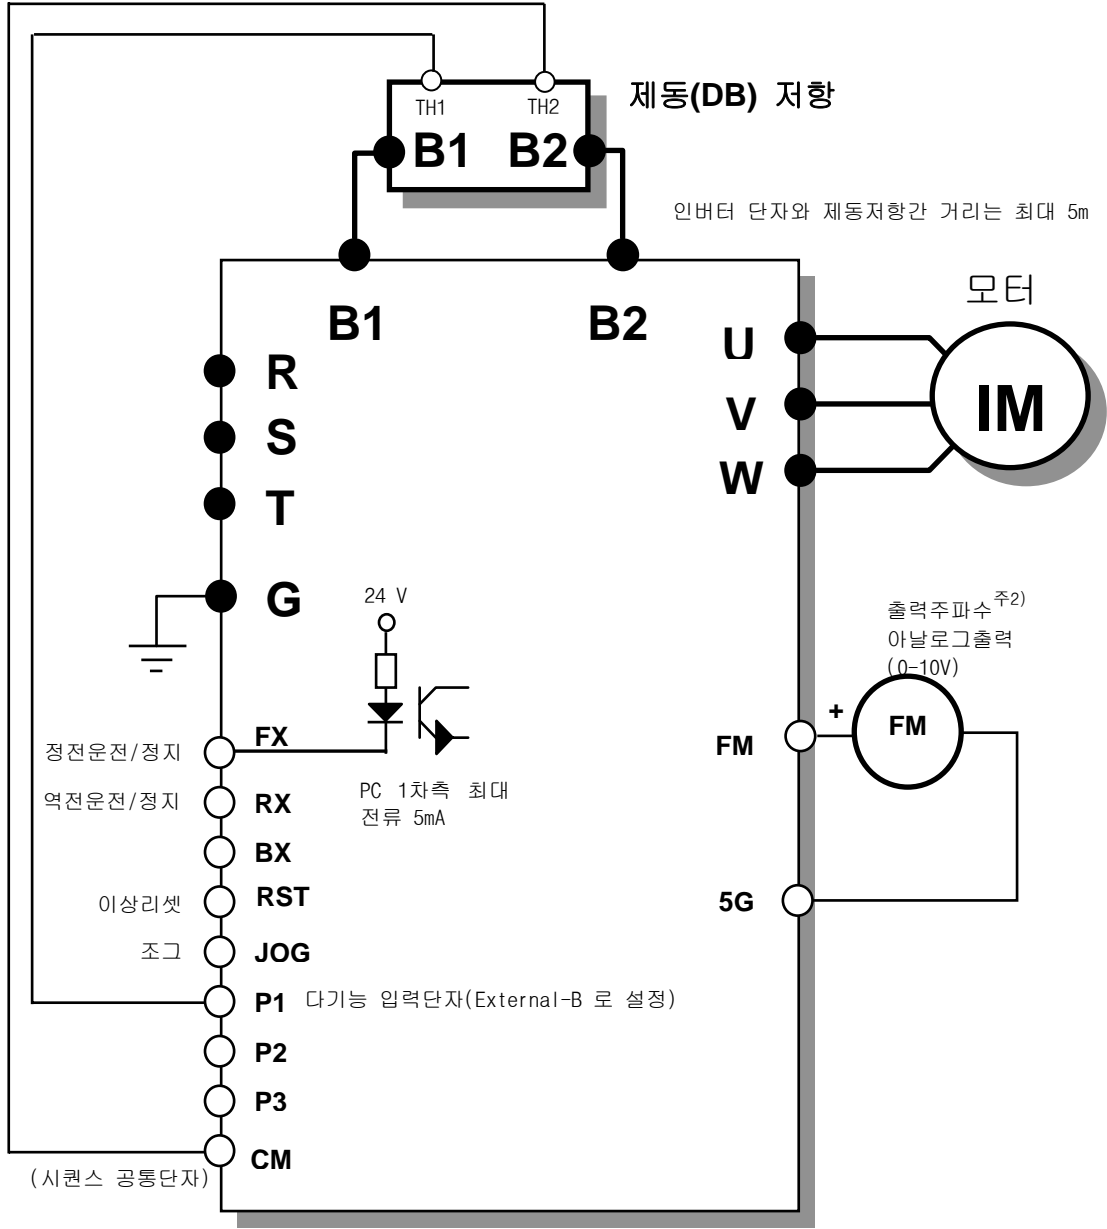 TH1
TH2
제동(DB) 저항
B1
B2
인버터 단자와 제동저항간 거리는 최대 5m
모터
B1
B2
U
R
IM
V
S
W
T
G
24 V
출력주파수주2)
아날로그출력
(0-10V)
FX
+
FM
FM
정전운전/정지
PC 1차측 최대
전류 5mA
역전운전/정지
RX
BX
이상리셋
RST
5G
조그
JOG
P1
다기능 입력단자(External-B 로 설정)
P2
P3
CM
(시퀀스 공통단자)